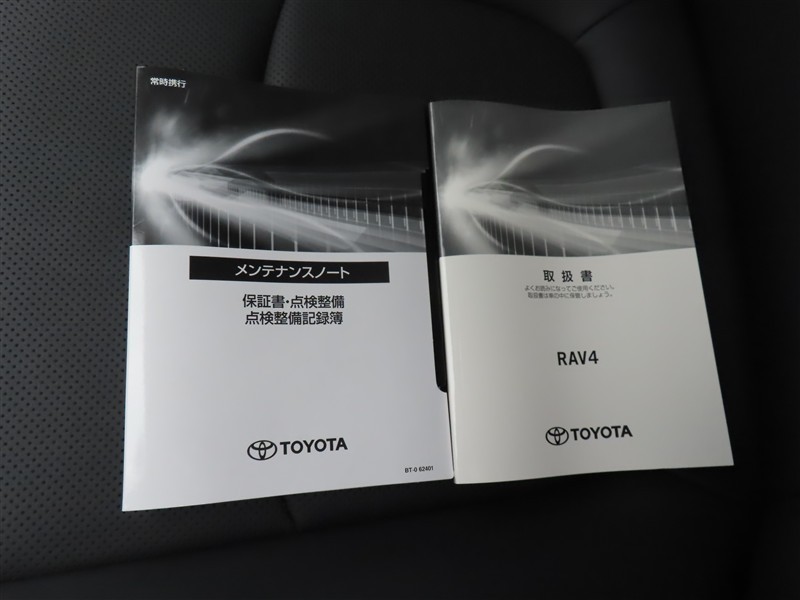 常時携行
メンテナンスノート
保証書・点検整備
点検整備記録簿
TOYOTA
BT-0 62401
取扱書
よくお読みになってご使用ください。
取扱書は車の中に保管しましょう。
RAV4
TOYOTA